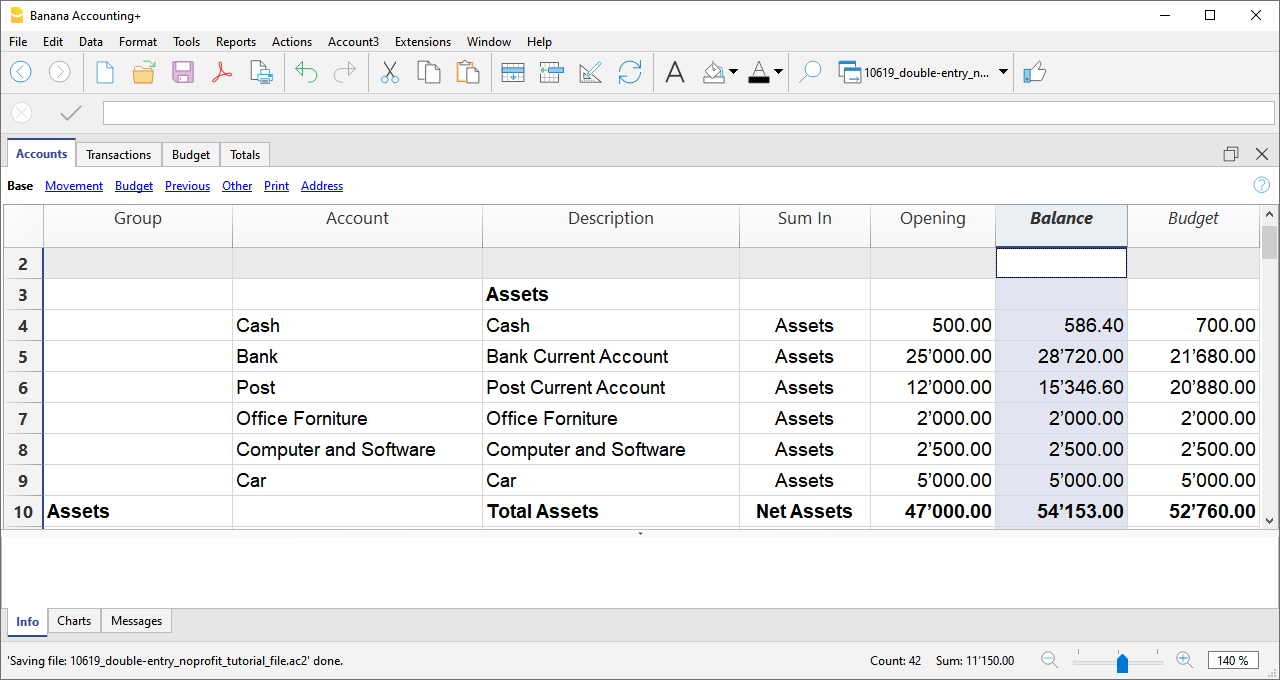 Banana Accounting+
File Edit Data Format Tools Reports Actions Account3 Extensions Window Help
10619_double-entry_n...
Accounts Transactions Budget Totals
Base Movement Budget Previous Other Print Address
Group Account Description Sum In Opening Balance Budget
2
3 Assets
4 Cash Cash Assets 500.00 586.40 700.00
5 Bank Bank Current Account Assets 25’000.00 28’720.00 21’680.00
6 Post Post Current Account Assets 12’000.00 15’346.60 20’880.00
7 Office Forniture Office Forniture Assets 2’000.00 2’000.00 2’000.00
8 Computer and Software Computer and Software Assets 2’500.00 2’500.00 2’500.00
9 Car Car Assets 5’000.00 5’000.00 5’000.00
10 Assets Total Assets Net Assets 47’000.00 54’153.00 52’760.00
Info Charts Messages
'Saving file: 10619_double-entry_noprofit_tutorial_file.ac2' done. Count: 42 Sum: 11’150.00 140 %